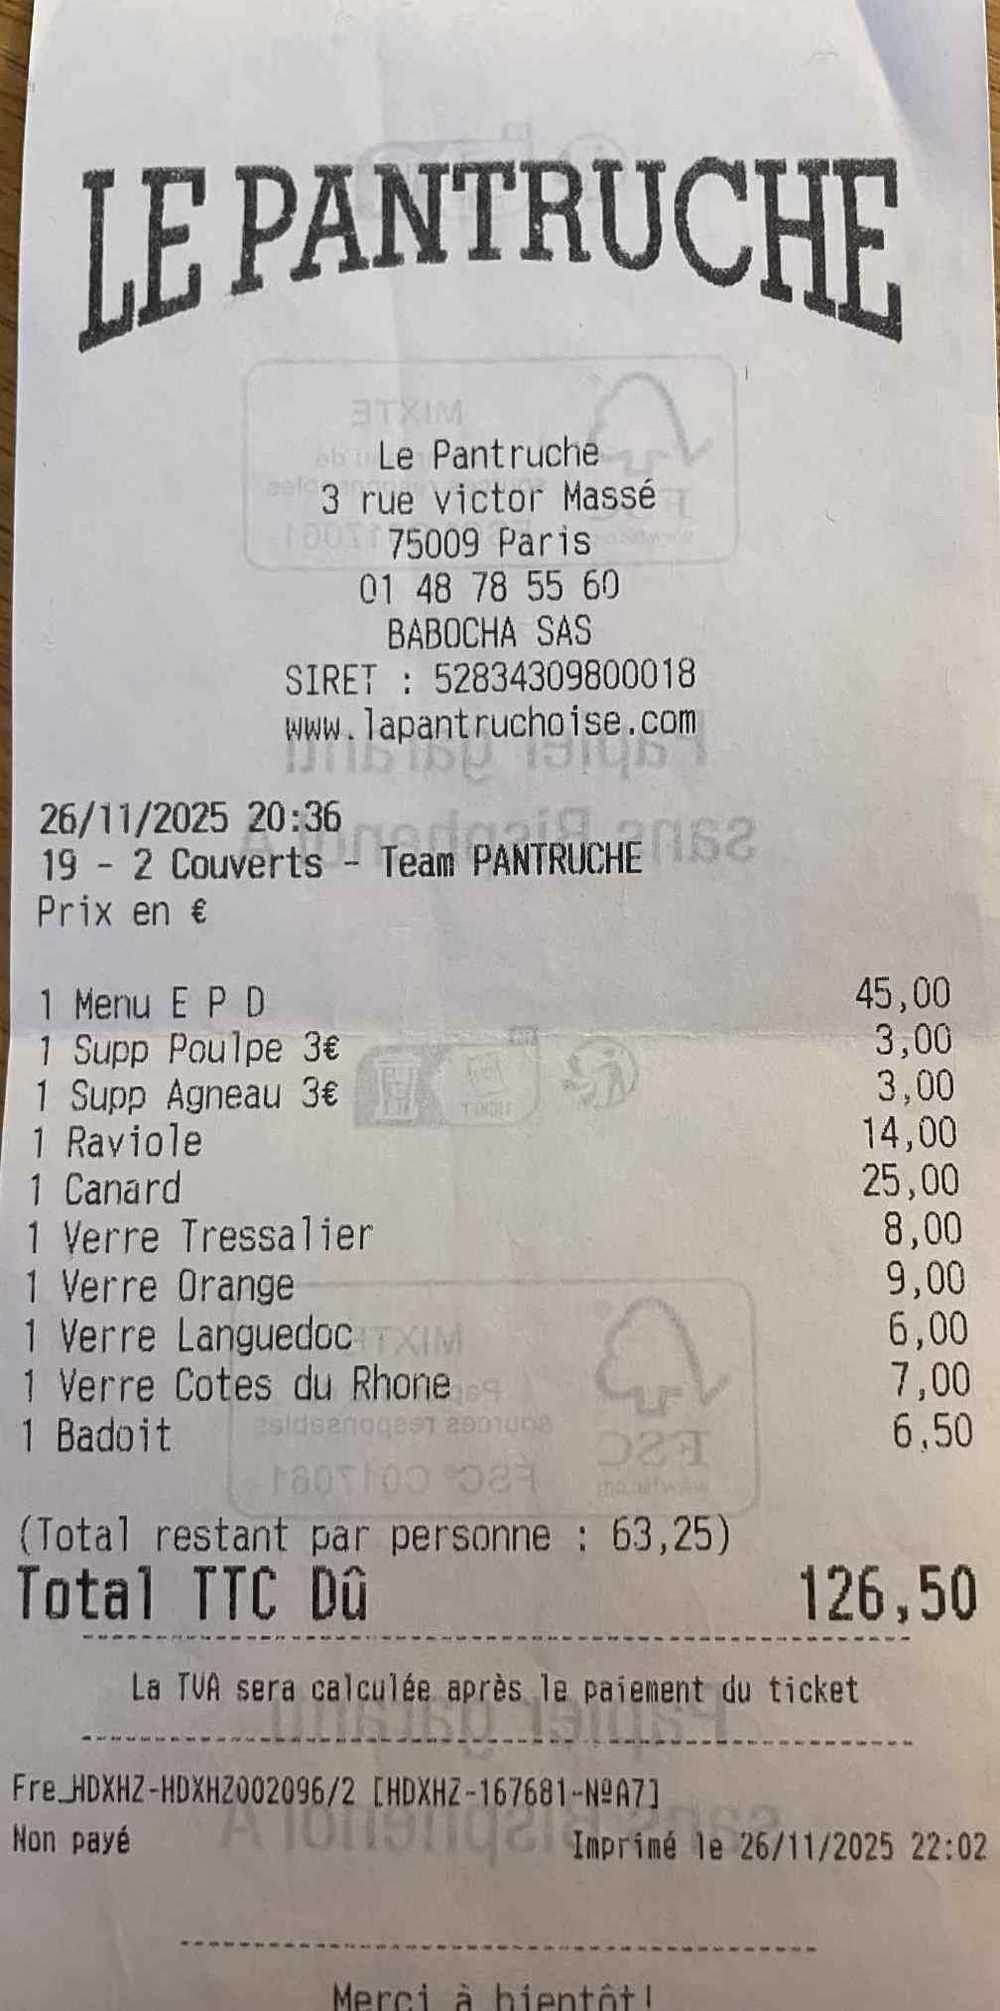 LE PANTRUCHE
Le Pantruche
3 rue victor Massé
75009 Paris
01 48 78 55 60
BABOCHA SAS
SIRET : 52834309800018
www.lapantruchoise.com
26/11/2025 20:36
19 - 2 Couverts - Team PANTRUCHE
Prix en €
1 Menu E P D 45,00
1 Supp Poulpe 3€ 3,00
1 Supp Agneau 3€ 3,00
1 Raviole 14,00
1 Canard 25,00
1 Verre Tressalier 8,00
1 Verre Orange 9,00
1 Verre Languedoc 6,00
1 Verre Cotes du Rhone 7,00
1 Badoit 6,50
(Total restant par personne : 63,25)
Total TTC Dû 126,50
La TVA sera calculée après le paiement du ticket
Fre_HDXHZ-HDXHZ002096/2 [HDXHZ-167681-NºA7]
Non payé Imprimé le 26/11/2025 22:02
Merci à bientôt!